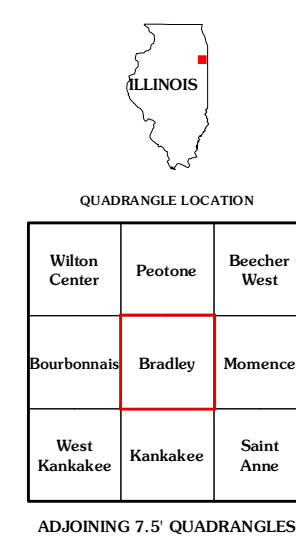 ILLINOIS
QUADRANGLE LOCATION
Wilton
Center
Peotone
Beecher
West
Bourbonnais
Bradley
Momence
West
Kankakee
Kankakee
Saint
Anne
ADJOINING 7.5' QUADRANGLES